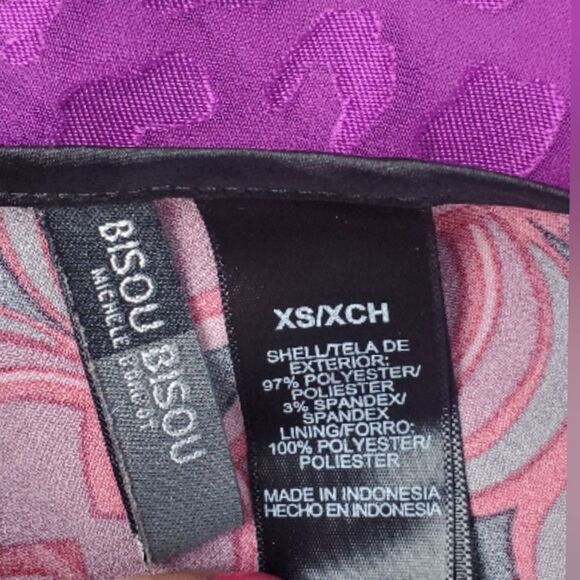 BISOU BISOU
MICHELE BOHBOT
XS/XCH
SHELL/TELA DE
EXTERIOR:
97% POLYESTER/
POLIESTER
3% SPANDEX/
SPANDEX
LINING/FORRO:
100% POLYESTER/
POLIESTER
MADE IN INDONESIA
HECHO EN INDONESIA